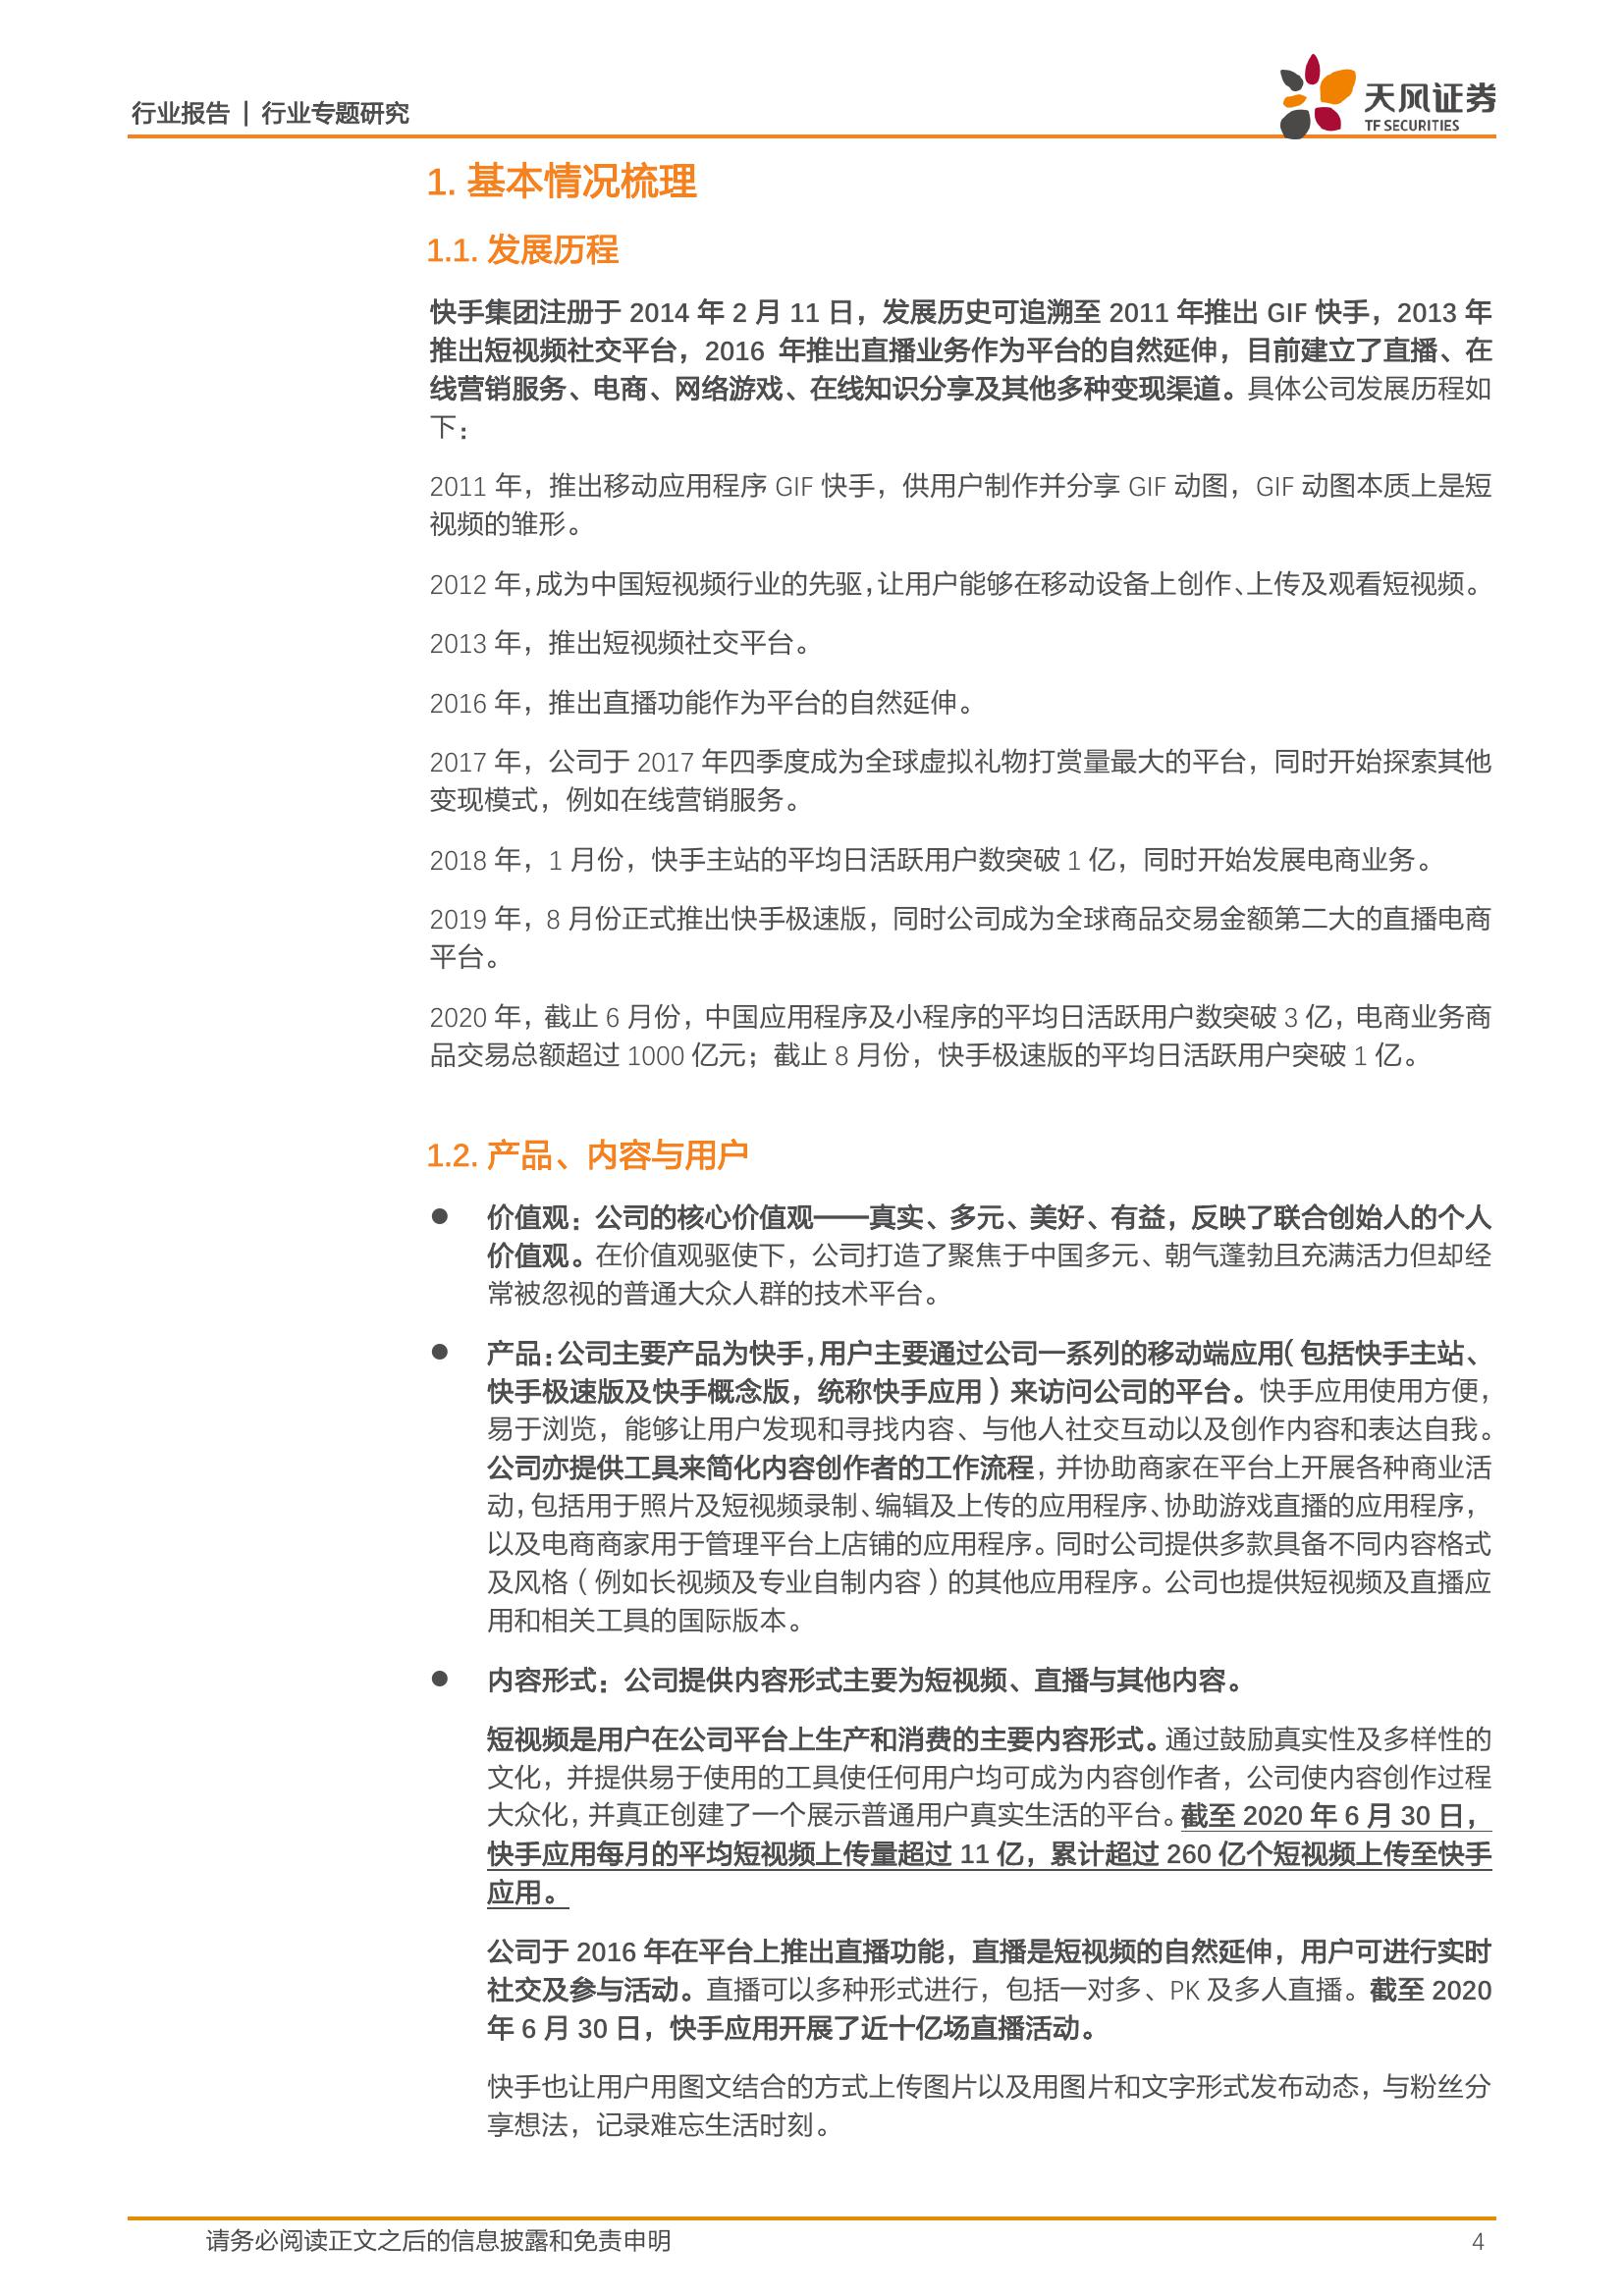 行业报告 | 行业专题研究
天风证券
TF SECURITIES
1. 基本情况梳理
1.1. 发展历程
快手集团注册于 2014 年 2 月 11 日，发展历史可追溯至 2011 年推出 GIF 快手，2013 年
推出短视频社交平台，2016 年推出直播业务作为平台的自然延伸，目前建立了直播、在
线营销服务、电商、网络游戏、在线知识分享及其他多种变现渠道。具体公司发展历程如
下：
2011 年，推出移动应用程序 GIF 快手，供用户制作并分享 GIF 动图，GIF 动图本质上是短
视频的雏形。
2012 年，成为中国短视频行业的先驱，让用户能够在移动设备上创作、上传及观看短视频。
2013 年，推出短视频社交平台。
2016 年，推出直播功能作为平台的自然延伸。
2017 年，公司于 2017 年四季度成为全球虚拟礼物打赏量最大的平台，同时开始探索其他
变现模式，例如在线营销服务。
2018 年，1 月份，快手主站的平均日活跃用户数突破 1 亿，同时开始发展电商业务。
2019 年，8 月份正式推出快手极速版，同时公司成为全球商品交易金额第二大的直播电商
平台。
2020 年，截止 6 月份，中国应用程序及小程序的平均日活跃用户数突破 3 亿，电商业务商
品交易总额超过 1000 亿元；截止 8 月份，快手极速版的平均日活跃用户突破 1 亿。
1.2. 产品、内容与用户
● 价值观：公司的核心价值观——真实、多元、美好、有益，反映了联合创始人的个人
价值观。在价值观驱使下，公司打造了聚焦于中国多元、朝气蓬勃且充满活力但却经
常被忽视的普通大众人群的技术平台。
● 产品：公司主要产品为快手，用户主要通过公司一系列的移动端应用（包括快手主站、
快手极速版及快手概念版，统称快手应用）来访问公司的平台。快手应用使用方便，
易于浏览，能够让用户发现和寻找内容、与他人社交互动以及创作内容和表达自我。
公司亦提供工具来简化内容创作者的工作流程，并协助商家在平台上开展各种商业活
动，包括用于照片及短视频录制、编辑及上传的应用程序、协助游戏直播的应用程序，
以及电商商家用于管理平台上店铺的应用程序。同时公司提供多款具备不同内容格式
及风格（例如长视频及专业自制内容）的其他应用程序。公司也提供短视频及直播应
用和相关工具的国际版本。
● 内容形式：公司提供内容形式主要为短视频、直播与其他内容。
短视频是用户在公司平台上生产和消费的主要内容形式。通过鼓励真实性及多样性的
文化，并提供易于使用的工具使任何用户均可成为内容创作者，公司使内容创作过程
大众化，并真正创建了一个展示普通用户真实生活的平台。截至 2020 年 6 月 30 日，
快手应用每月的平均短视频上传量超过 11 亿，累计超过 260 亿个短视频上传至快手
应用。
公司于 2016 年在平台上推出直播功能，直播是短视频的自然延伸，用户可进行实时
社交及参与活动。直播可以多种形式进行，包括一对多、PK 及多人直播。截至 2020
年 6 月 30 日，快手应用开展了近十亿场直播活动。
快手也让用户用图文结合的方式上传图片以及用图片和文字形式发布动态，与粉丝分
享想法，记录难忘生活时刻。
请务必阅读正文之后的信息披露和免责申明
4